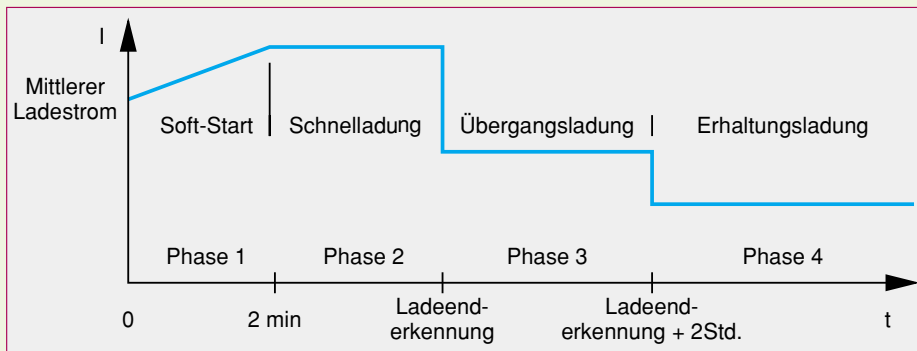 I
Mittlerer
Ladestrom
Soft-Start
Schnelladung
Übergangsladung
Erhaltungsladung
Phase 1
Phase 2
Phase 3
Phase 4
0
2 min
Ladeend-
erkennung
Ladeend-
erkennung + 2Std.
t